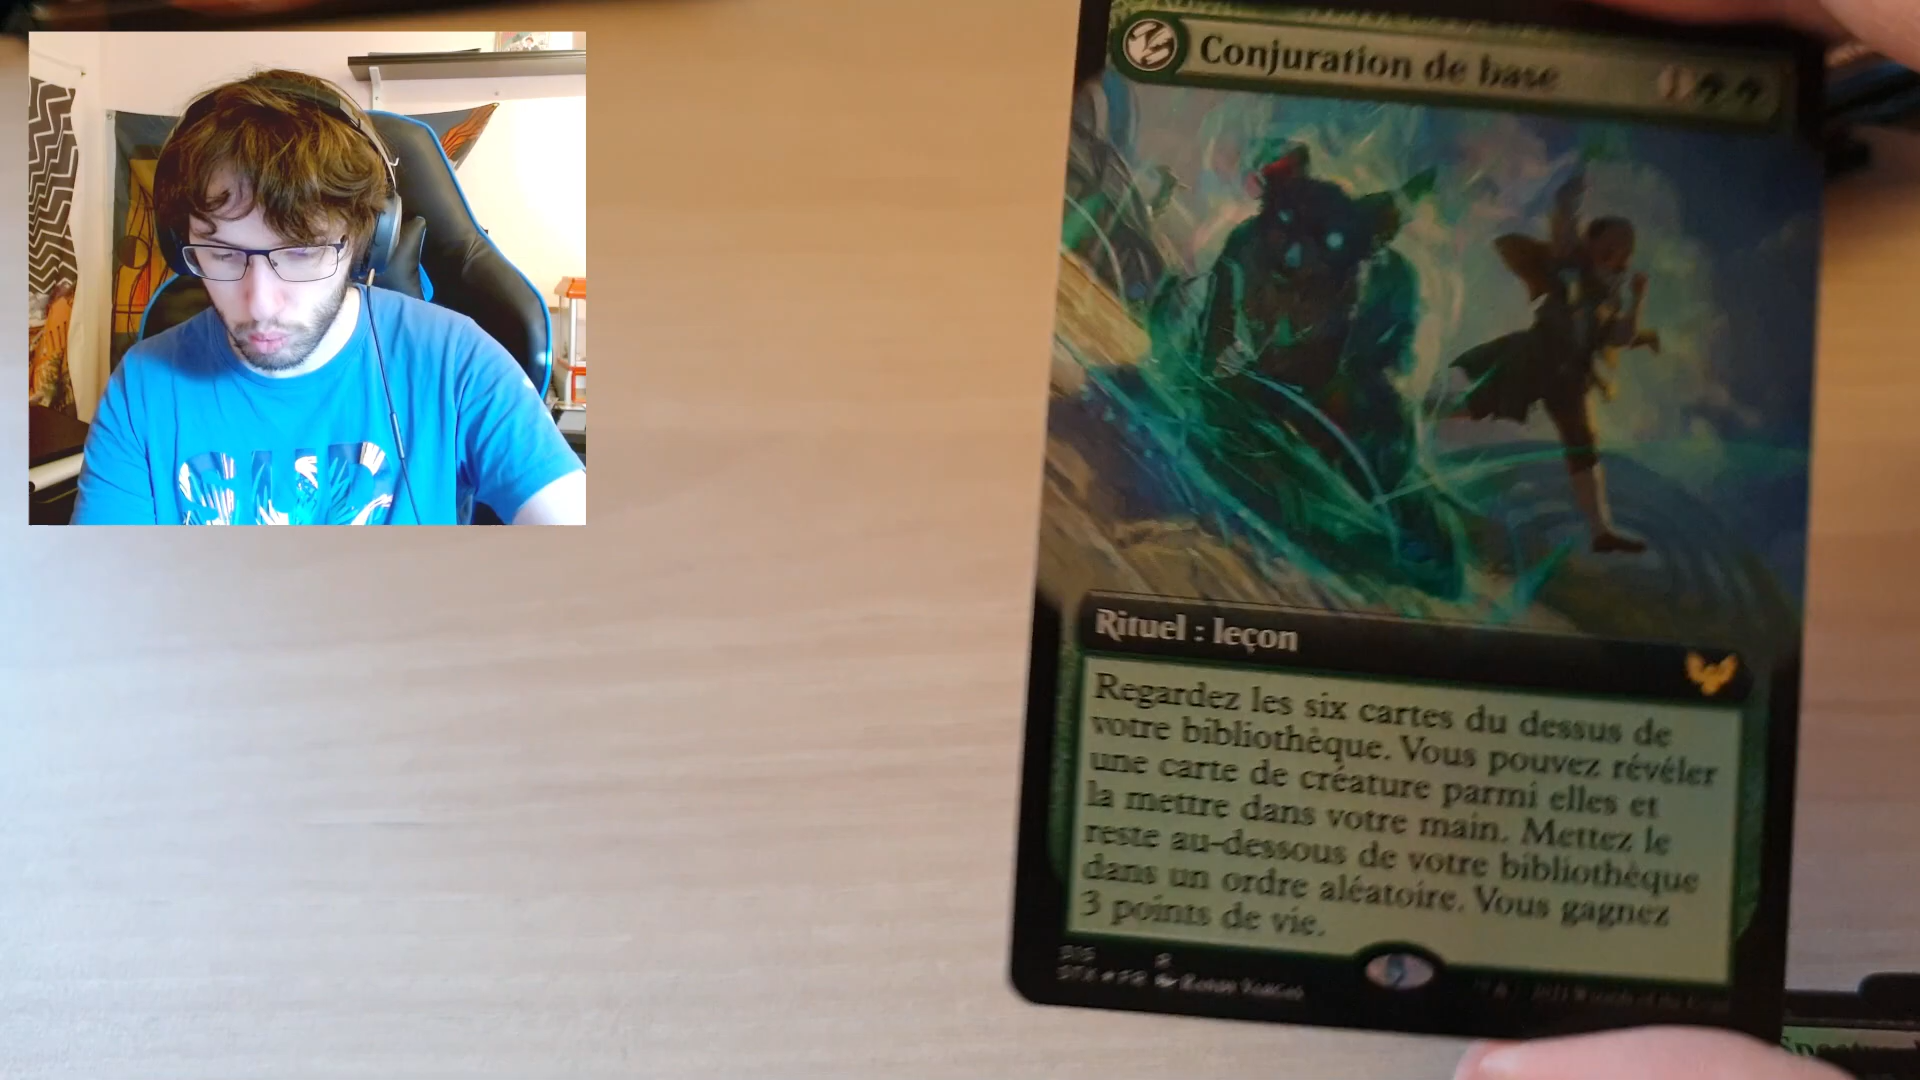 Conjuration de base
Rituel : leçon
Regardez les six cartes du dessus de
votre bibliothèque. Vous pouvez révéler
une carte de créature parmi elles et
la mettre dans votre main. Mettez le
reste au-dessous de votre bibliothèque
dans un ordre aléatoire. Vous gagnez
3 points de vie.